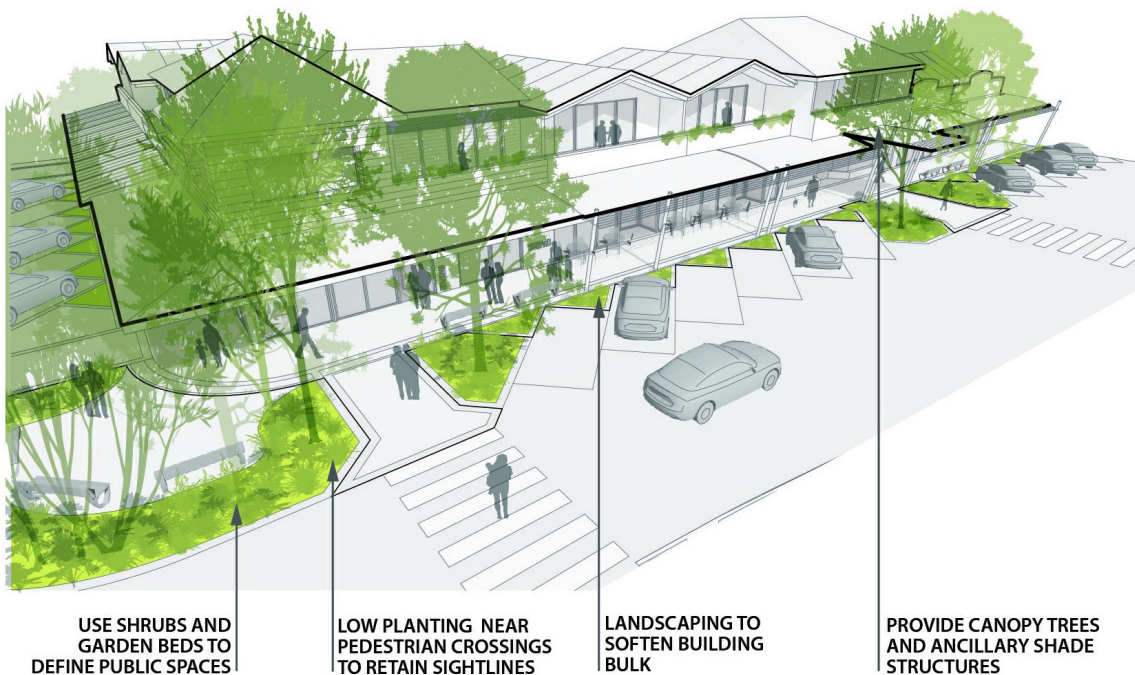 USE SHRUBS AND
GARDEN BEDS TO
DEFINE PUBLIC SPACES
LOW PLANTING NEAR
PEDESTRIAN CROSSINGS
TO RETAIN SIGHTLINES
LANDSCAPING TO
SOFTEN BUILDING
BULK
PROVIDE CANOPY TREES
AND ANCILLARY SHADE
STRUCTURES